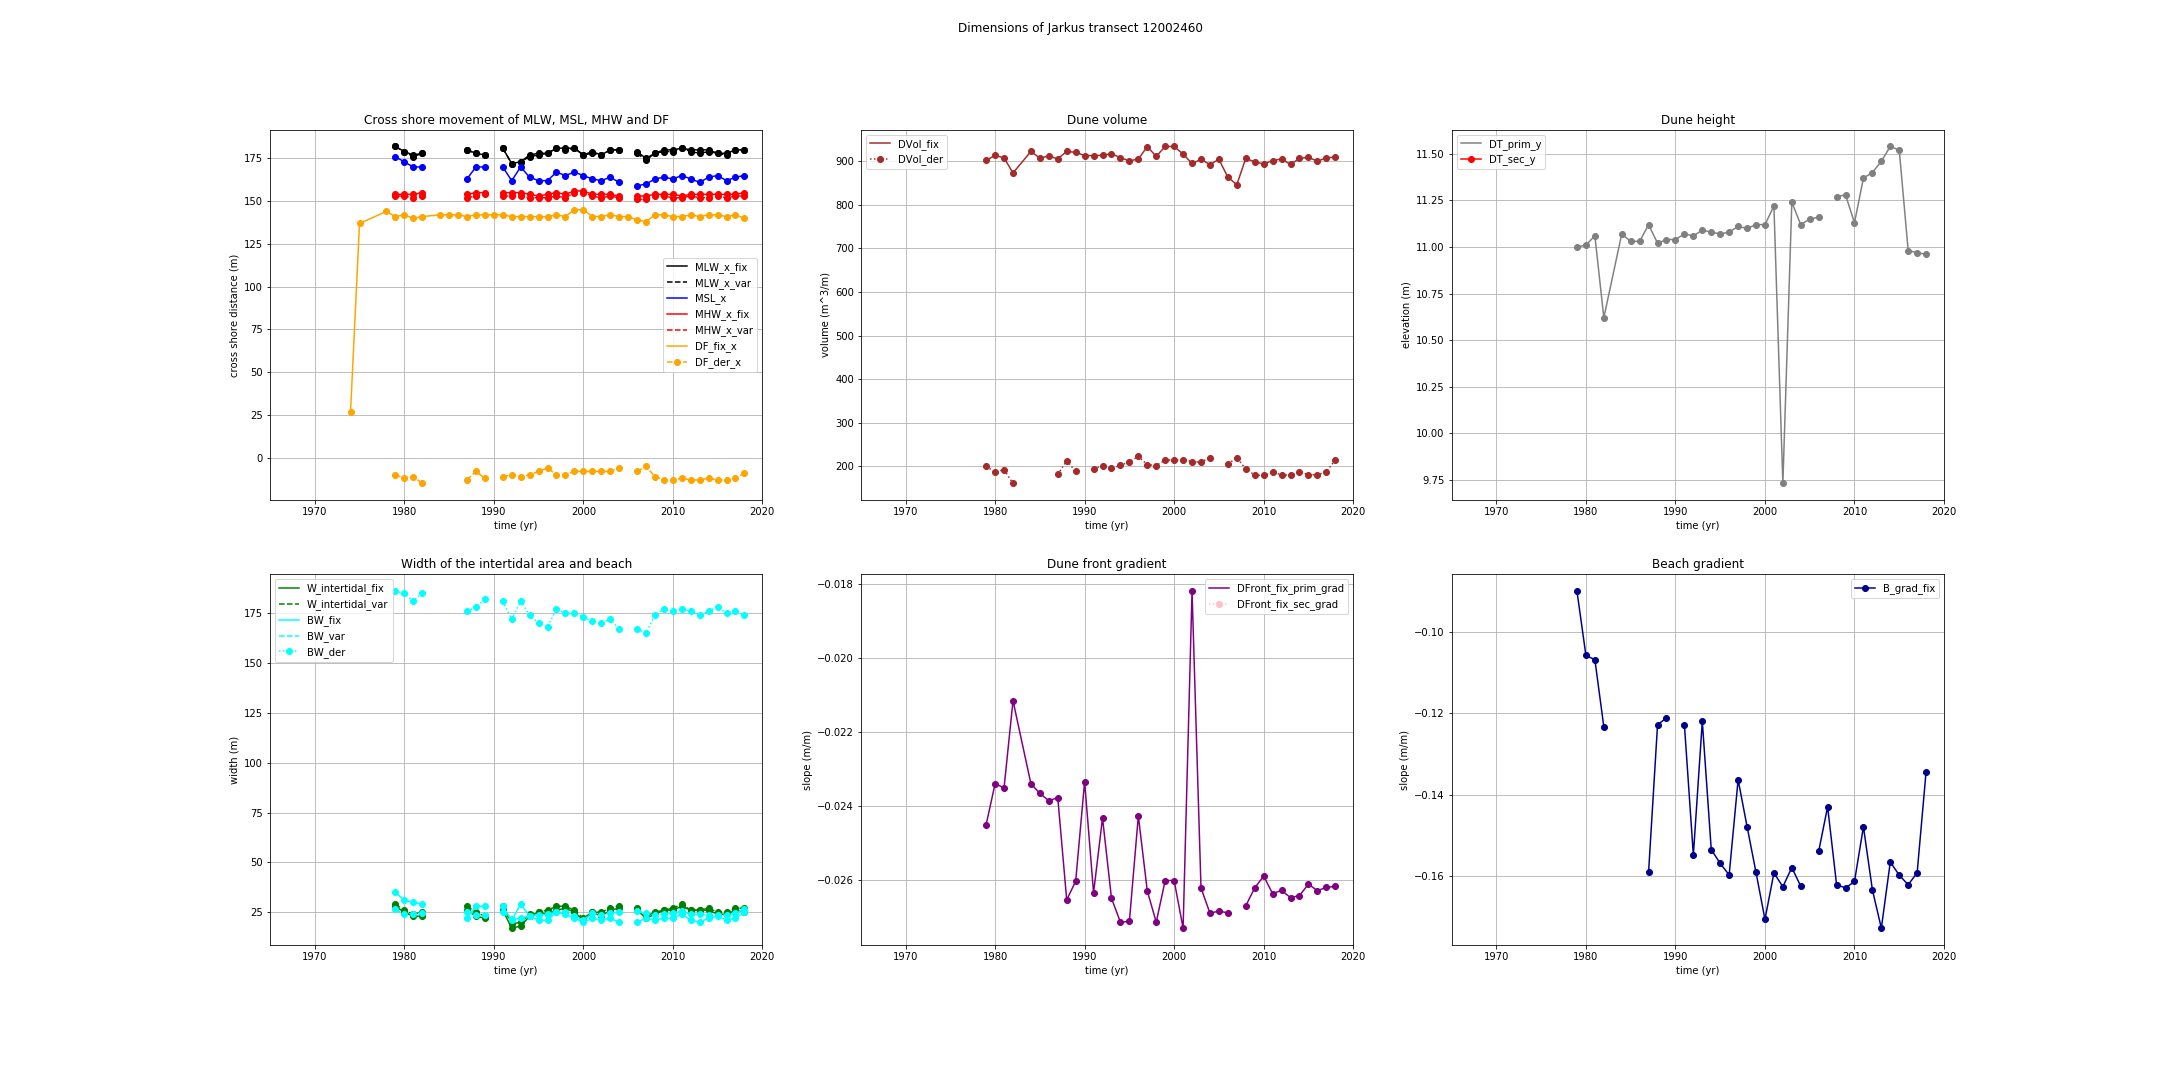 Dimensions of Jarkus transect 12002460
Cross shore movement of MLW, MSL, MHW and DF
cross shore distance (m)
175
150
125
100
75
50
25
0
MLW_x_fix
MLW_x_var
MSL_x
MHW_x_fix
MHW_x_var
DF_fix_x
DF_der_x
1970 1980 1990 2000 2010 2020
time (yr)
Dune volume
volume (m^3/m)
900
800
700
600
500
400
300
200
DVol_fix
DVol_der
1970 1980 1990 2000 2010 2020
time (yr)
Dune height
elevation (m)
11.50
11.25
11.00
10.75
10.50
10.25
10.00
9.75
DT_prim_y
DT_sec_y
1970 1980 1990 2000 2010 2020
time (yr)
Width of the intertidal area and beach
width (m)
175
150
125
100
75
50
25
W_intertidal_fix
W_intertidal_var
BW_fix
BW_var
BW_der
1970 1980 1990 2000 2010 2020
time (yr)
Dune front gradient
slope (m/m)
−0.018
−0.020
−0.022
−0.024
−0.026
DFront_fix_prim_grad
DFront_fix_sec_grad
1970 1980 1990 2000 2010 2020
time (yr)
Beach gradient
slope (m/m)
−0.10
−0.12
−0.14
−0.16
B_grad_fix
1970 1980 1990 2000 2010 2020
time (yr)